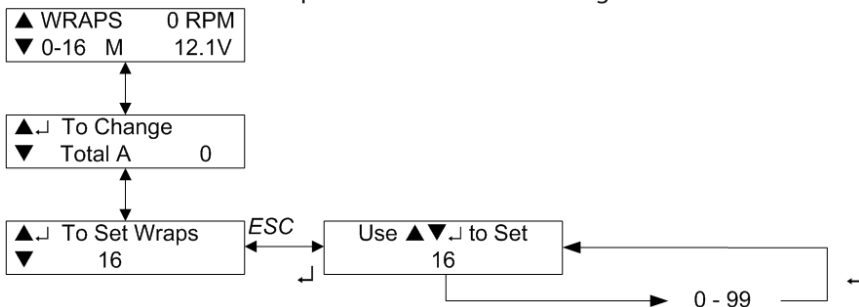 ▲ WRAPS 0 RPM
▼ 0-16 M 12.1V
▲↵ To Change
▼ Total A 0
▲↵ To Set Wraps
▼ 16
ESC
↵
Use ▲▼↵ to Set
16
0 - 99
↵